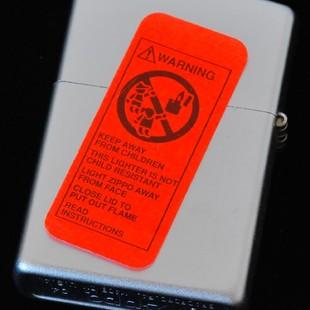 WARNING
KEEP AWAY
FROM CHILDREN
THIS LIGHTER IS NOT
CHILD RESISTANT
LIGHT ZIPPO AWAY
FROM FACE
CLOSE LID TO
PUT OUT FLAME
READ
INSTRUCTIONS